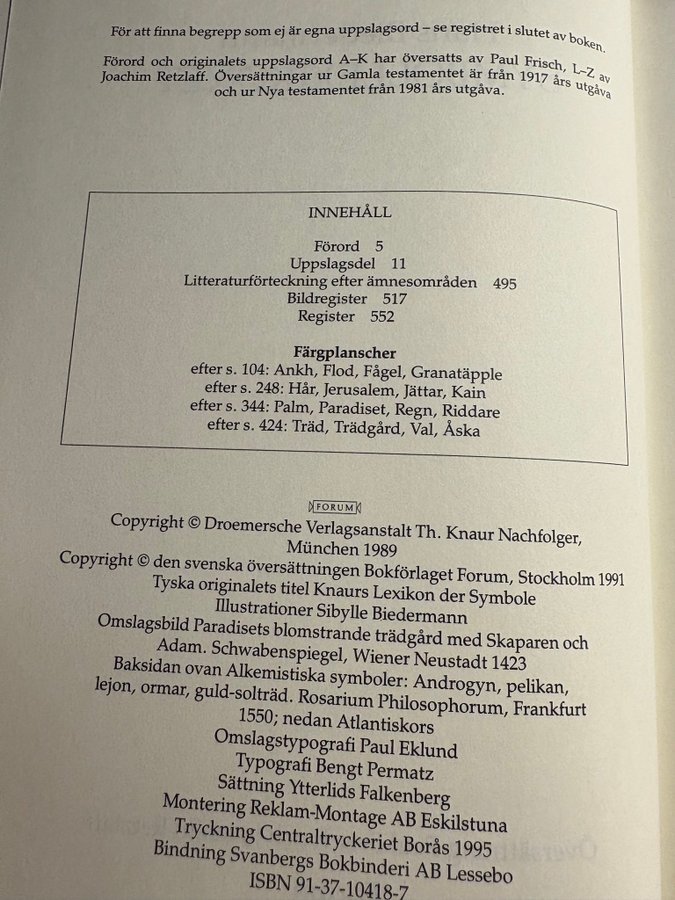 För att finna begrepp som ej är egna uppslagsord – se registret i slutet av boken.
Förord och originalets uppslagsord A–K har översatts av Paul Frisch, L–Z av
Joachim Retzlaff. Översättningar ur Gamla testamentet är från 1917 års utgåva
och ur Nya testamentet från 1981 års utgåva.
INNEHÅLL
Förord 5
Uppslagsdel 11
Litteraturförteckning efter ämnesområden 495
Bildregister 517
Register 552
Färgplanscher
efter s. 104: Ankh, Flod, Fågel, Granatäpple
efter s. 248: Hår, Jerusalem, Jättar, Kain
efter s. 344: Palm, Paradiset, Regn, Riddare
efter s. 424: Träd, Trädgård, Val, Åska
FORUM
Copyright © Droemersche Verlagsanstalt Th. Knaur Nachfolger,
München 1989
Copyright © den svenska översättningen Bokförlaget Forum, Stockholm 1991
Tyska originalets titel Knaurs Lexikon der Symbole
Illustrationer Sibylle Biedermann
Omslagsbild Paradisets blomstrande trädgård med Skaparen och
Adam. Schwabenspiegel, Wiener Neustadt 1423
Baksidan ovan Alkemistiska symboler: Androgyn, pelikan,
lejon, ormar, guld-solträd. Rosarium Philosophorum, Frankfurt
1550; nedan Atlantiskors
Omslagstypografi Paul Eklund
Typografi Bengt Permatz
Sättning Ytterlids Falkenberg
Montering Reklam-Montage AB Eskilstuna
Tryckning Centraltryckeriet Borås 1995
Bindning Svanbergs Bokbinderi AB Lessebo
ISBN 91-37-10418-7